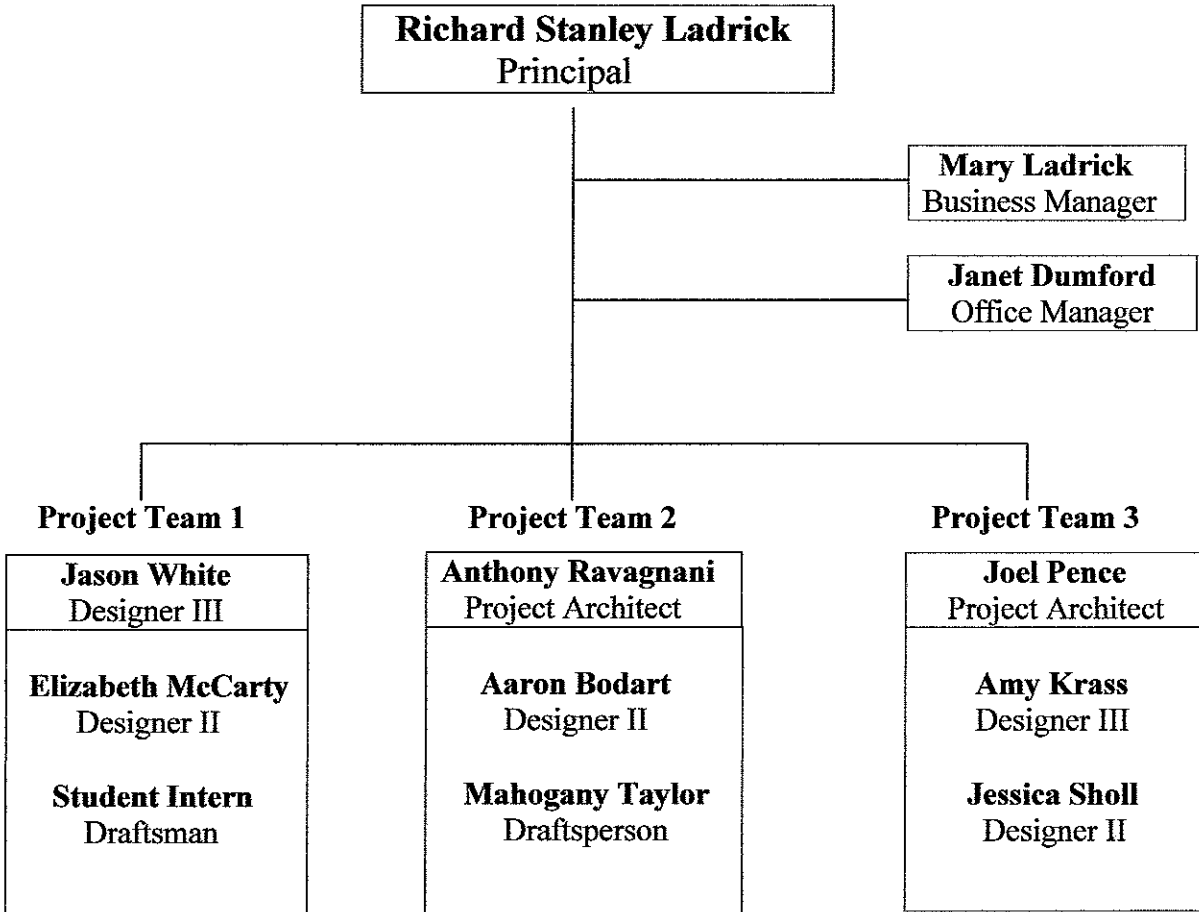 Richard Stanley Ladrick
Principal
Mary Ladrick
Business Manager
Janet Dumford
Office Manager
Project Team 1
Jason White
Designer III
Elizabeth McCarty
Designer II
Student Intern
Draftsman
Project Team 2
Anthony Ravagnani
Project Architect
Aaron Bodart
Designer II
Mahogany Taylor
Draftsperson
Project Team 3
Joel Pence
Project Architect
Amy Krass
Designer III
Jessica Sholl
Designer II